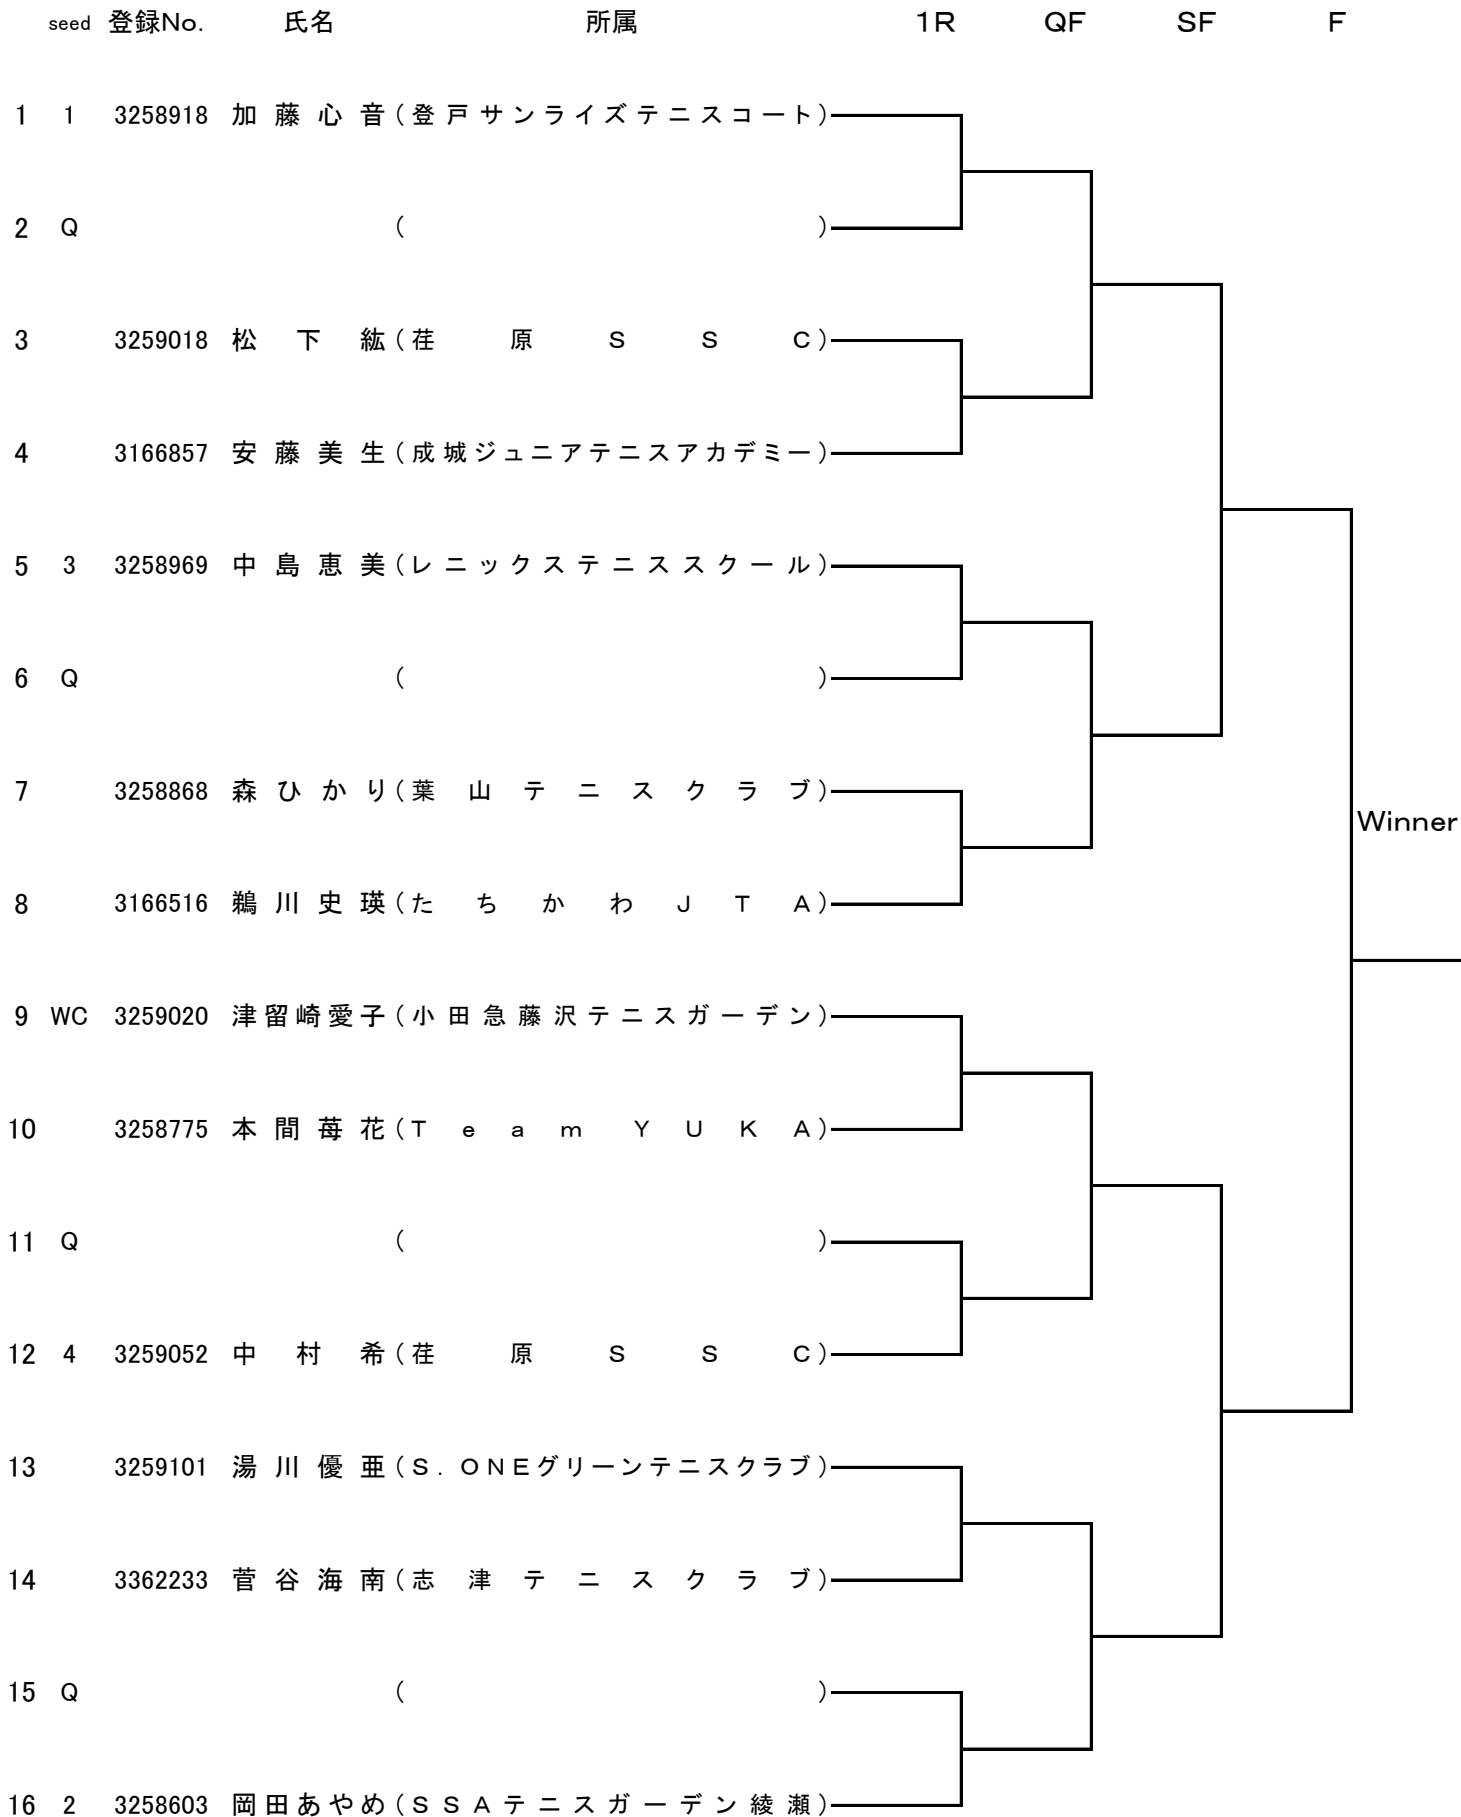 seed 登録No. 氏名 所属 1R QF SF F
1 1 3258918 加藤心音(登戸サンライズテニスコート)
2 Q ( )
3 3259018 松下紘(荏原SSC)
4 3166857 安藤美生(成城ジュニアテニスアカデミー)
5 3 3258969 中島恵美(レニックステニススクール)
6 Q ( )
7 3258868 森ひかり(葉山テニスクラブ)
Winner
8 3166516 鵜川史瑛(たちかわJTA)
9 WC 3259020 津留崎愛子(小田急藤沢テニスガーデン)
10 3258775 本間苺花(Team YUKA)
11 Q ( )
12 4 3259052 中村希(荏原SSC)
13 3259101 湯川優亜(S.ONEグリーンテニスクラブ)
14 3362233 菅谷海南(志津テニスクラブ)
15 Q ( )
16 2 3258603 岡田あやめ(SSAテニスガーデン綾瀬)